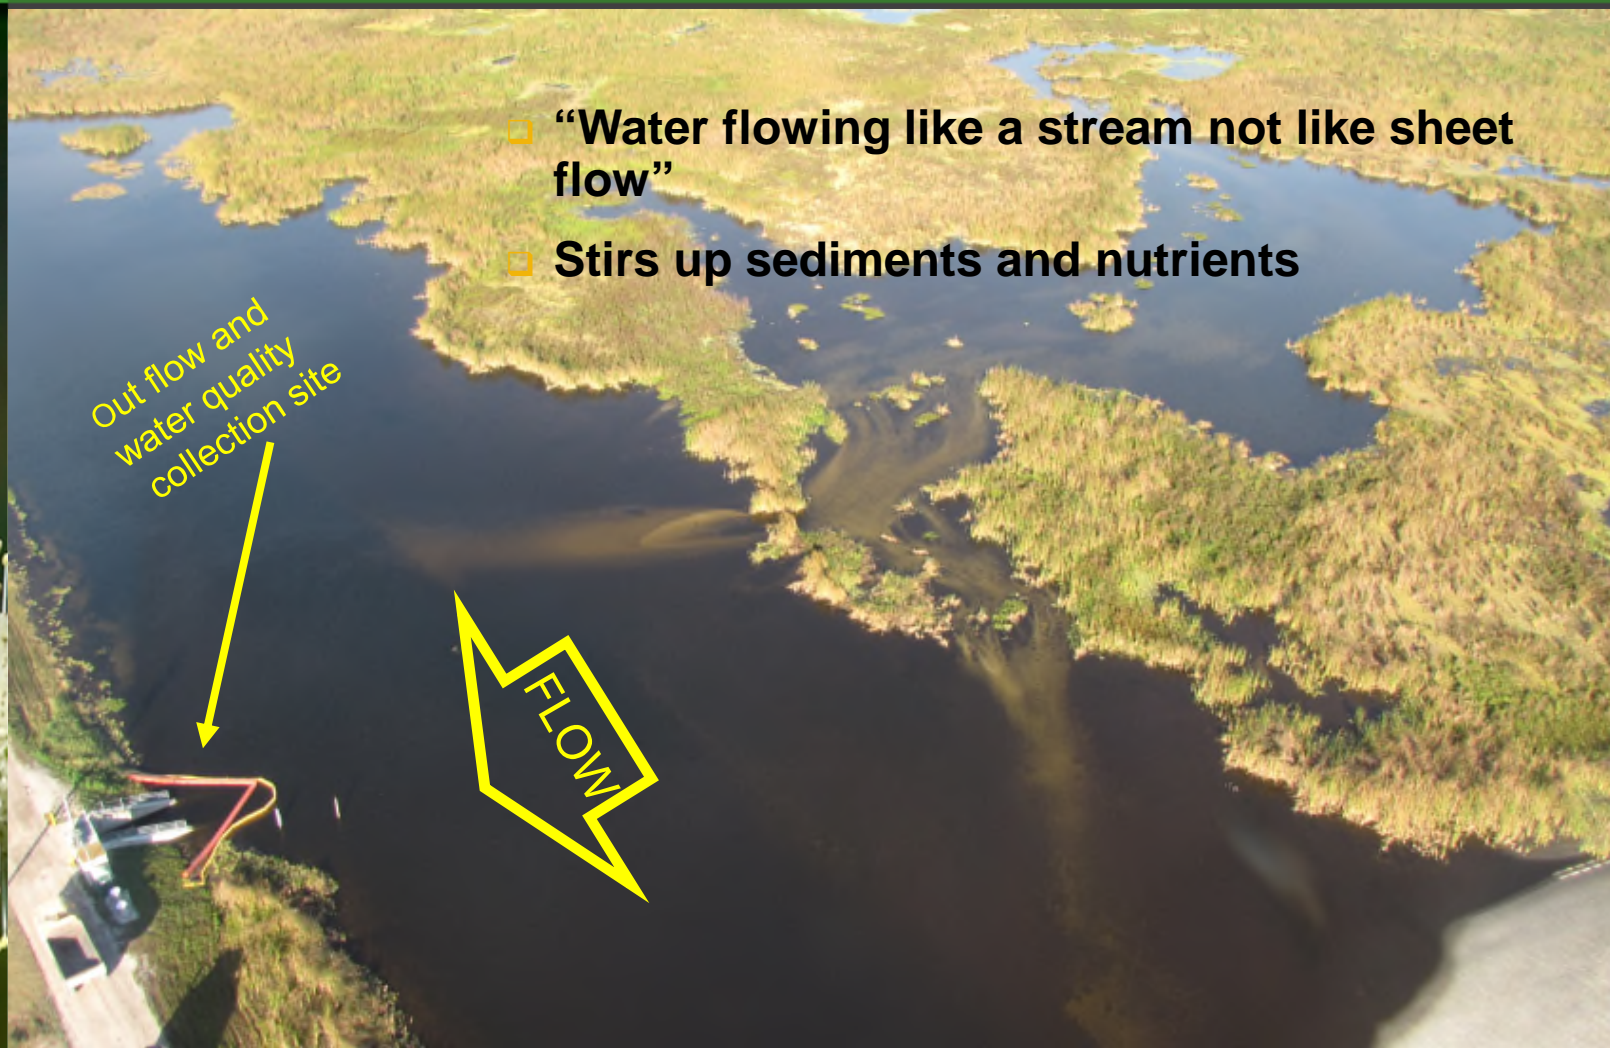 “Water flowing like a stream not like sheet
flow”
Stirs up sediments and nutrients
Out flow and
water quality
collection site
FLOW